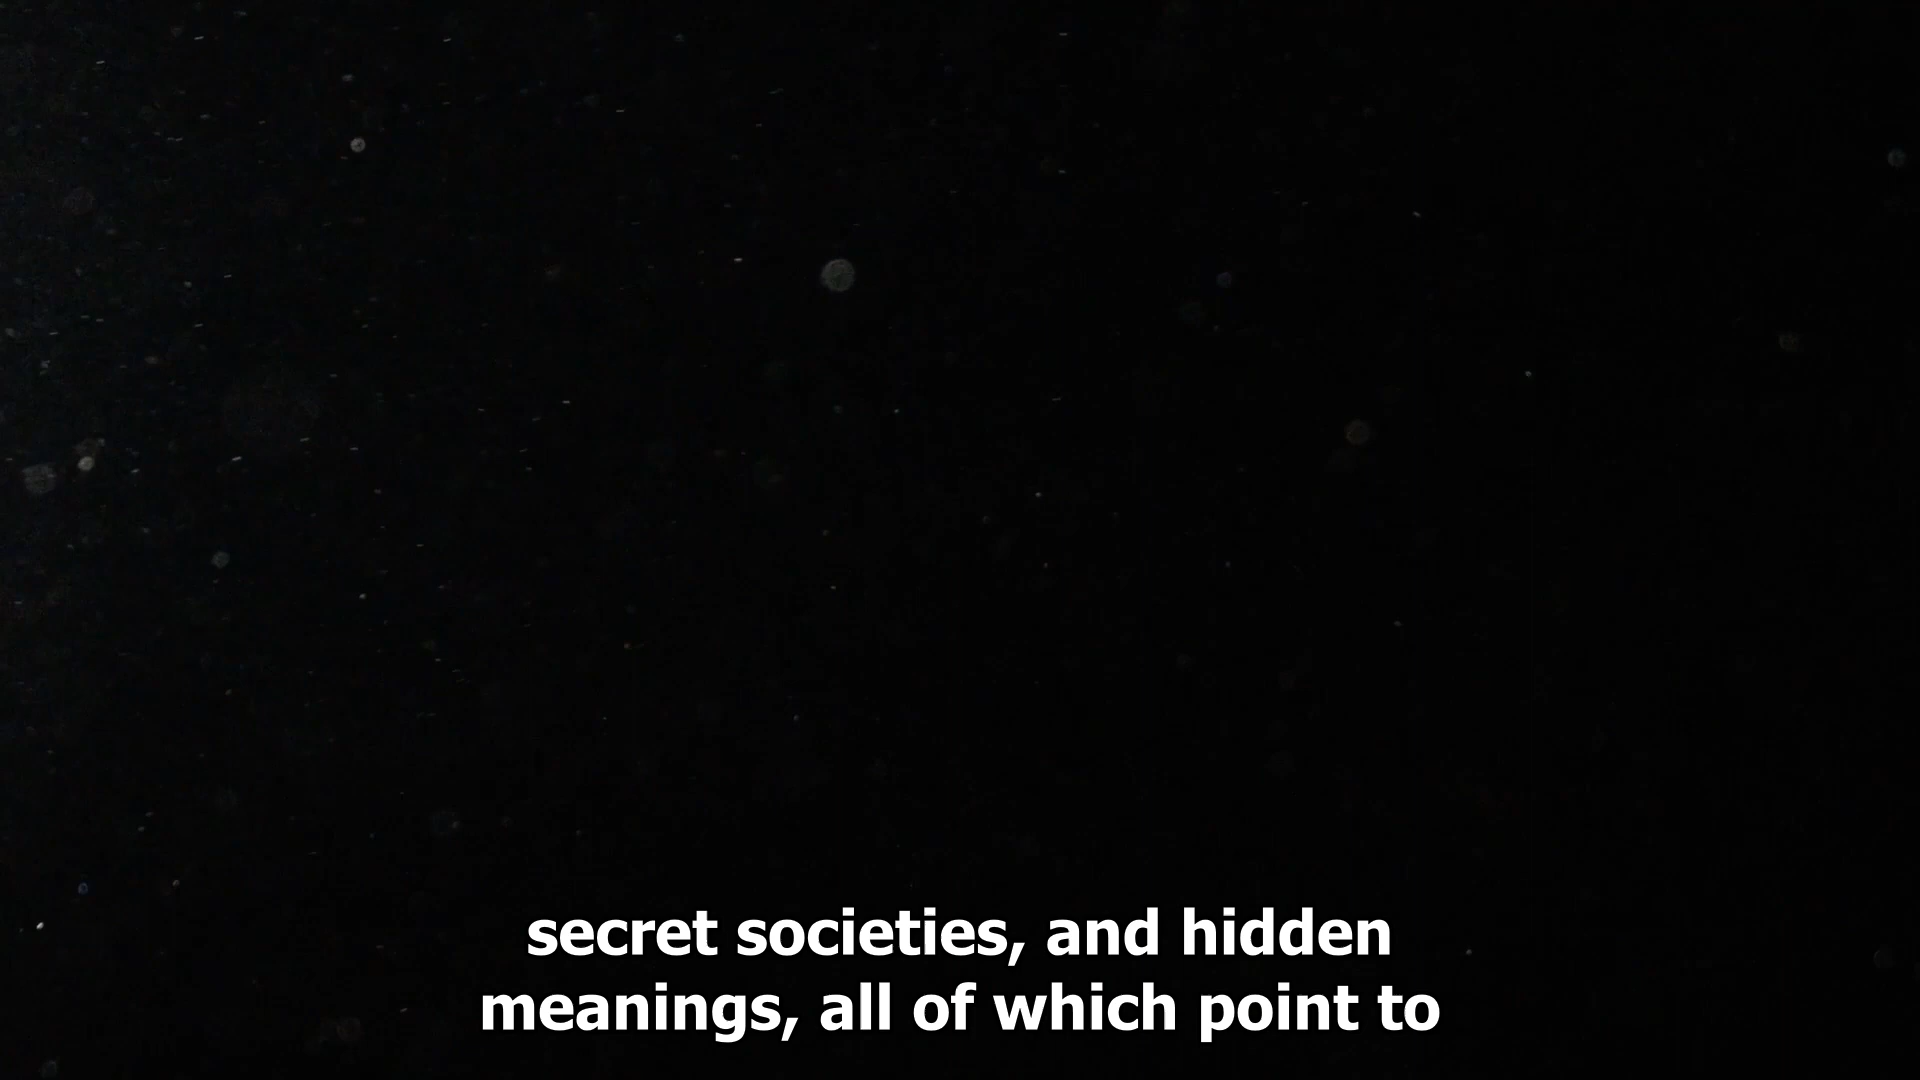 secret societies, and hidden
meanings, all of which point to